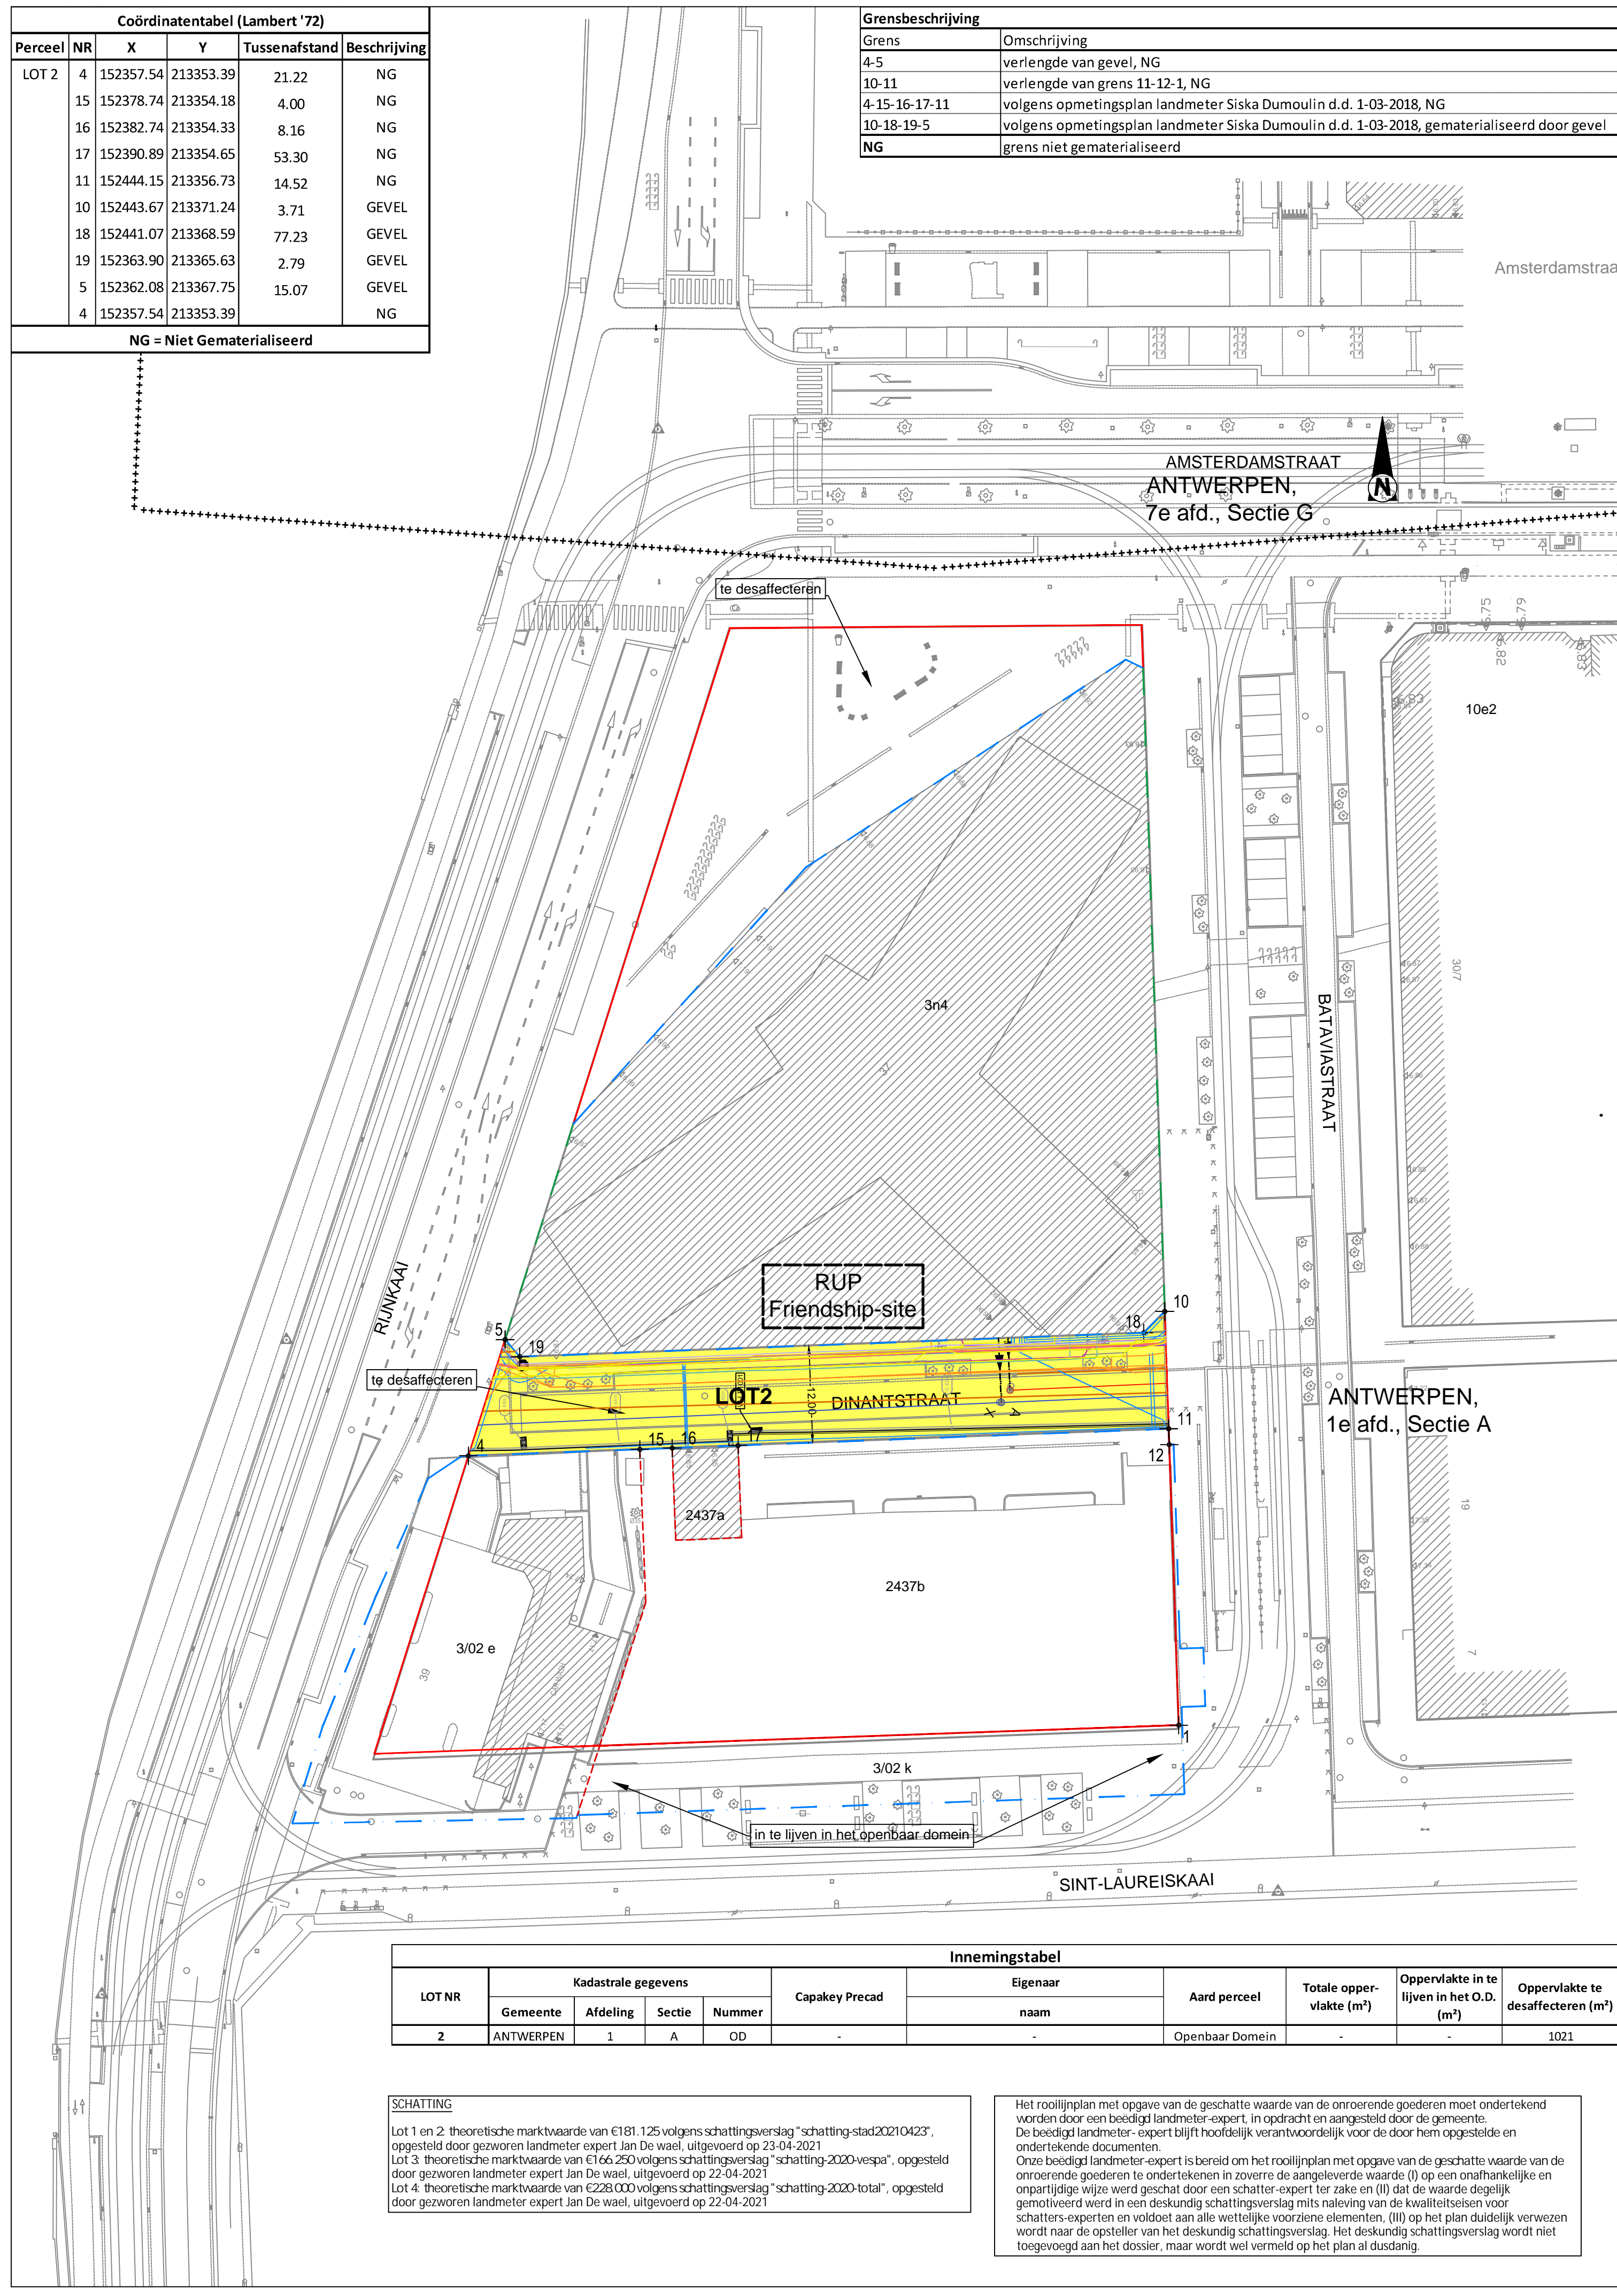 Coördinatentabel (Lambert '72)
Perceel NR X Y Tussenafstand Beschrijving
LOT 2 4 152357.54 213353.39 21.22 NG
15 152378.74 213354.18 4.00 NG
16 152382.74 213354.33 8.16 NG
17 152390.89 213354.65 53.30 NG
11 152444.15 213356.73 14.52 NG
10 152443.67 213371.24 3.71 GEVEL
18 152441.07 213368.59 77.23 GEVEL
19 152363.90 213365.63 2.79 GEVEL
5 152362.08 213367.75 15.07 GEVEL
4 152357.54 213353.39 NG
NG = Niet Gematerialiseerd
Grensbeschrijving
Grens Omschrijving
4-5 verlengde van gevel, NG
10-11 verlengde van grens 11-12-1, NG
4-15-16-17-11 volgens opmetingsplan landmeter Siska Dumoulin d.d. 1-03-2018, NG
10-18-19-5 volgens opmetingsplan landmeter Siska Dumoulin d.d. 1-03-2018, gematerialiseerd door gevel
NG grens niet gematerialiseerd
Amsterdamstraa
AMSTERDAMSTRAAT
ANTWERPEN,
7e afd., Sectie G
N
te desaffecteren
10e2
3n4
37
30/7
BATAVIASTRAAT
RIJNKAAI
RUP
Friendship-site
10
18
5
19
te desaffecteren
LOT2
12.00
DINANTSTRAAT
11
12
4
15
16
17
ANTWERPEN,
1e afd., Sectie A
2437a
2437b
3/02 e
39
CARWASH
19
7
1
3/02 k
in te lijven in het openbaar domein
SINT-LAUREISKAAI
Innemingstabel
LOT NR Kadastrale gegevens Capakey Precad Eigenaar Aard perceel Totale opper- Oppervlakte in te Oppervlakte te
vlakte (m²) lijven in het O.D. desaffecteren (m²)
(m²)
Gemeente Afdeling Sectie Nummer naam
2 ANTWERPEN 1 A OD - - Openbaar Domein - - 1021
SCHATTING
Lot 1 en 2: theoretische marktwaarde van €181.125 volgens schattingsverslag "schatting-stad20210423",
opgesteld door gezworen landmeter expert Jan De wael, uitgevoerd op 23-04-2021
Lot 3: theoretische marktwaarde van €166.250 volgens schattingsverslag "schatting-2020-vespa", opgesteld
door gezworen landmeter expert Jan De wael, uitgevoerd op 22-04-2021
Lot 4: theoretische marktwaarde van €228.000 volgens schattingsverslag "schatting-2020-total", opgesteld
door gezworen landmeter expert Jan De wael, uitgevoerd op 22-04-2021
Het rooilijnplan met opgave van de geschatte waarde van de onroerende goederen moet ondertekend
worden door een beëdigd landmeter-expert, in opdracht en aangesteld door de gemeente.
De beëdigd landmeter- expert blijft hoofdelijk verantwoordelijk voor de door hem opgestelde en
ondertekende documenten.
Onze beëdigd landmeter-expert is bereid om het rooilijnplan met opgave van de geschatte waarde van de
onroerende goederen te ondertekenen in zoverre de aangeleverde waarde (I) op een onafhankelijke en
onpartijdige wijze werd geschat door een schatter-expert ter zake en (II) dat de waarde degelijk
gemotiveerd werd in een deskundig schattingsverslag mits naleving van de kwaliteitseisen voor
schatters-experten en voldoet aan alle wettelijke voorziene elementen, (III) op het plan duidelijk verwezen
wordt naar de opsteller van het deskundig schattingsverslag. Het deskundig schattingsverslag wordt niet
toegevoegd aan het dossier, maar wordt wel vermeld op het plan al dusdanig.